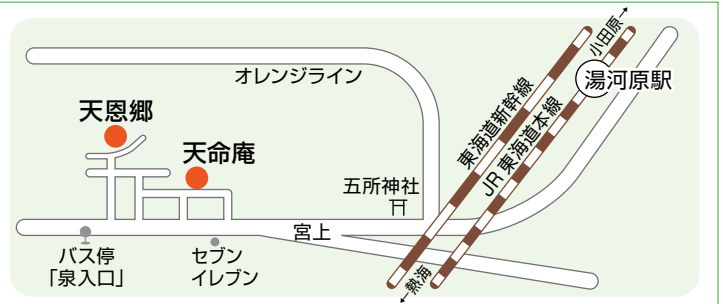 小田原→
湯河原駅
オレンジライン
東海道新幹線
JR東海道本線
天恩郷
天命庵
五所神社
宮上
バス停
「泉入口」
セブン
イレブン
←熱海